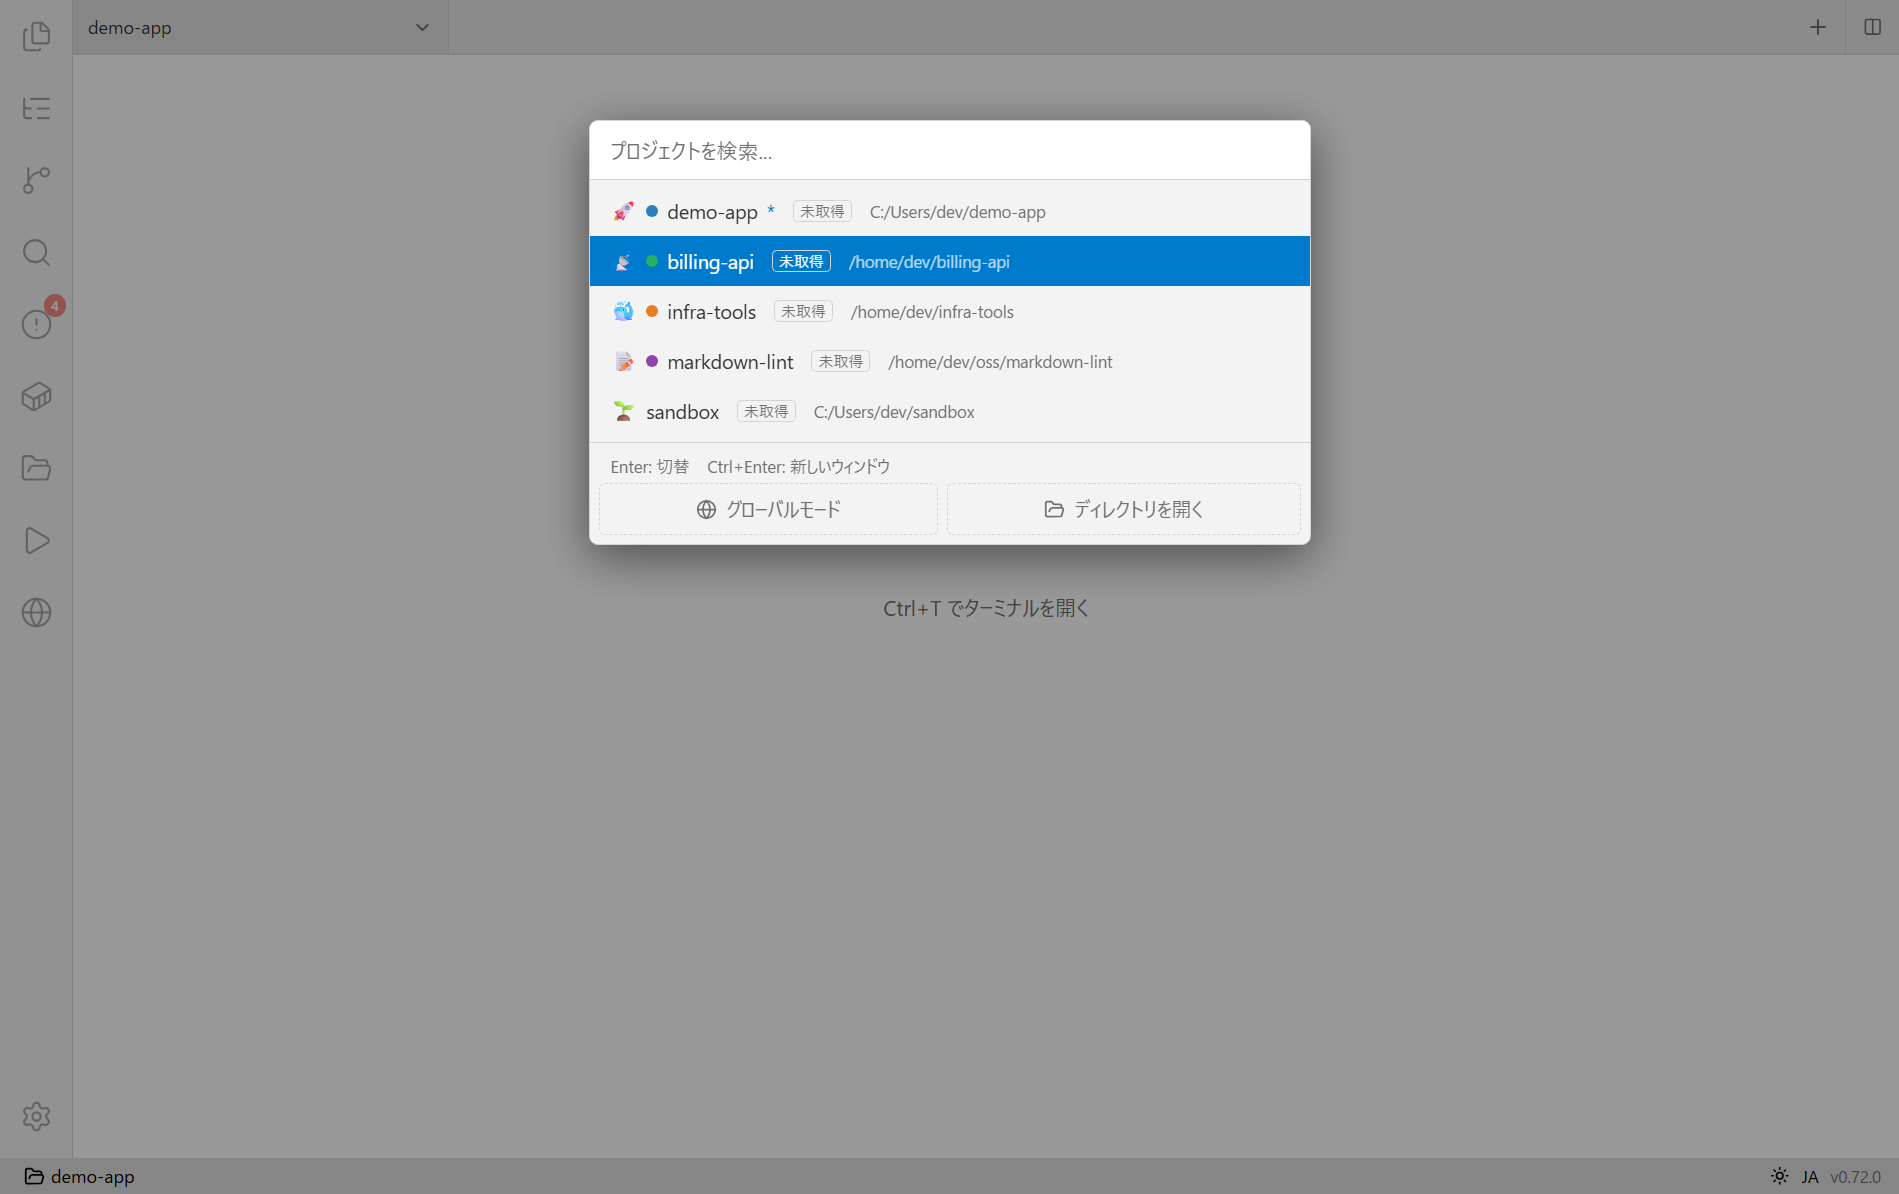 demo-app
プロジェクトを検索...
demo-app * 未取得 C:/Users/dev/demo-app
billing-api 未取得 /home/dev/billing-api
4
infra-tools 未取得 /home/dev/infra-tools
markdown-lint 未取得 /home/dev/oss/markdown-lint
sandbox 未取得 C:/Users/dev/sandbox
Enter: 切替 Ctrl+Enter: 新しいウィンドウ
グローバルモード ディレクトリを開く
Ctrl+T でターミナルを開く
demo-app JA v0.72.0